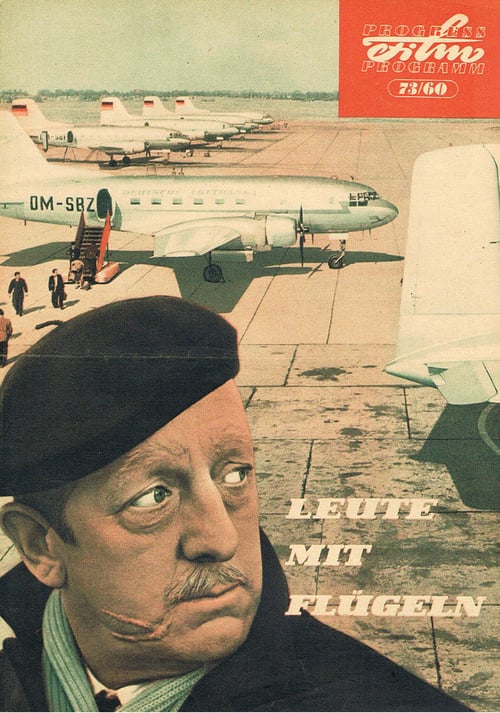 PROGRESS
Film
PROGRAMM
73/60
DM-SBZ
DEUTSCHE LUFTHANSA
LEUTE
MIT
FLÜGELN